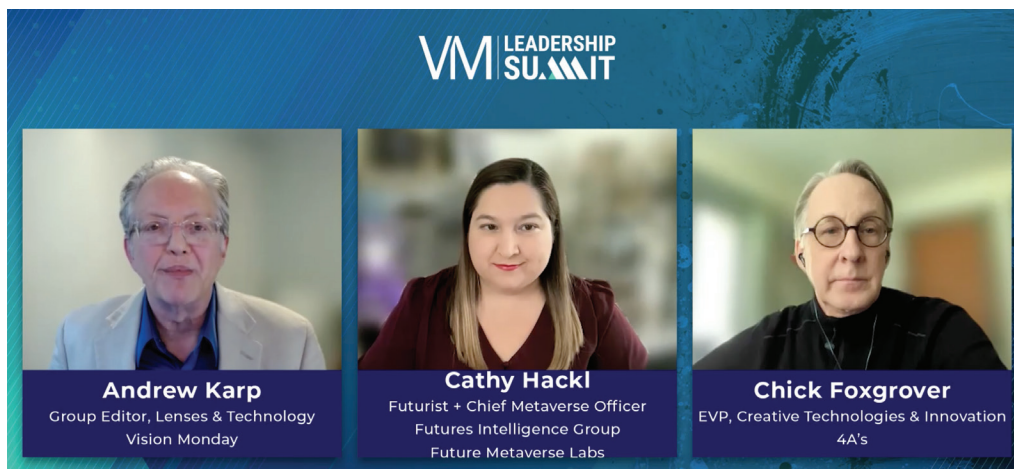 VM LEADERSHIP
SUMMIT
Andrew Karp
Group Editor, Lenses & Technology
Vision Monday
Cathy Hackl
Futurist + Chief Metaverse Officer
Futures Intelligence Group
Future Metaverse Labs
Chick Foxgrover
EVP, Creative Technologies & Innovation
4A's